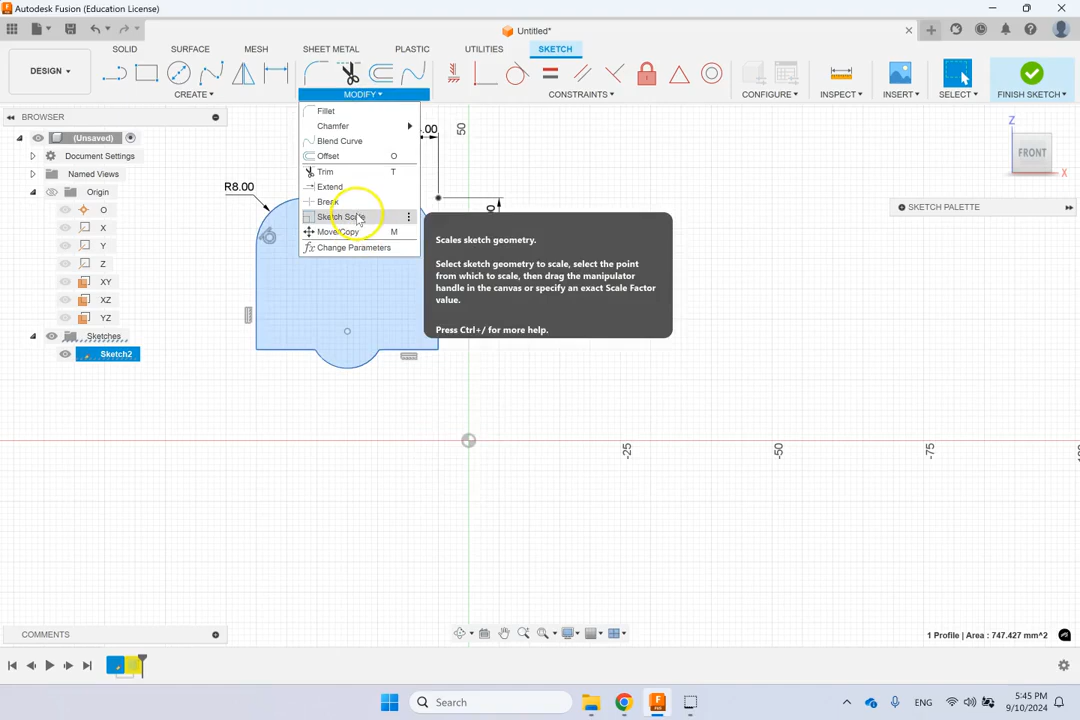 Autodesk Fusion (Education License)
Untitled*
SOLID
SURFACE
MESH
SHEET METAL
PLASTIC
UTILITIES
SKETCH
DESIGN
CREATE
MODIFY
CONSTRAINTS
CONFIGURE
INSPECT
INSERT
SELECT
FINISH SKETCH
BROWSER
(Unsaved)
Document Settings
Named Views
Origin
O
X
Y
Z
XY
XZ
YZ
Sketches
Sketch2
Fillet
Chamfer
Blend Curve
Offset O
Trim T
Extend
Break
Sketch Scale
Move/Copy M
Change Parameters
Scales sketch geometry.
Select sketch geometry to scale, select the point
from which to scale, then drag the manipulator
handle in the canvas or specify an exact Scale Factor
value.
Press Ctrl+/ for more help.
R8.00
50
Z
FRONT
X
SKETCH PALETTE
-25
-50
-75
COMMENTS
1 Profile | Area : 747.427 mm^2
Search
ENG
5:45 PM
9/10/2024